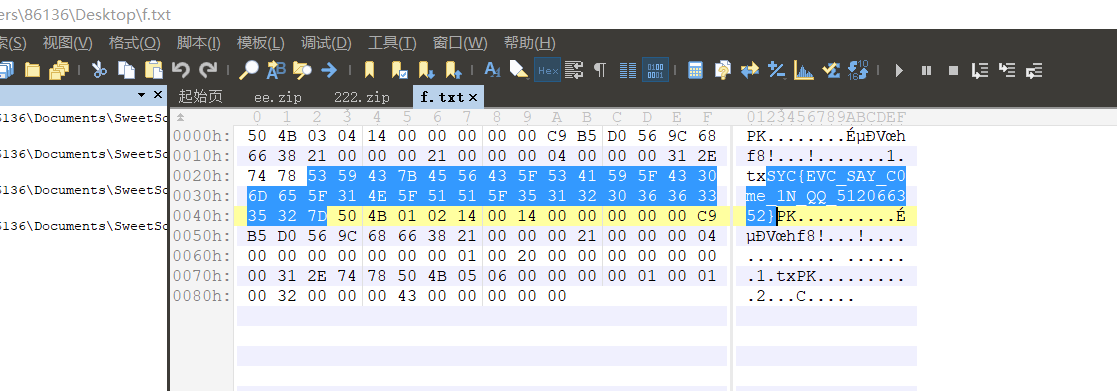 ers\86136\Desktop\f.txt
索(S) 视图(V) 格式(O) 脚本(I) 模板(L) 调试(D) 工具(T) 窗口(W) 帮助(H)
起始页 ee.zip 222.zip f.txt ×
0 1 2 3 4 5 6 7 8 9 A B C D E F 0123456789ABCDEF
0000h: 50 4B 03 04 14 00 00 00 00 00 C9 B5 D0 56 9C 68 PK........ÉµÐVœh
0010h: 66 38 21 00 00 00 21 00 00 00 04 00 00 00 31 2E f8!...!.......1.
0020h: 74 78 53 59 43 7B 45 56 43 5F 53 41 59 5F 43 30 txSYC{EVC_SAY_C0
0030h: 6D 65 5F 31 4E 5F 51 51 5F 35 31 32 30 36 36 33 me_1N_QQ_5120663
0040h: 35 32 7D 50 4B 01 02 14 00 14 00 00 00 00 00 C9 52}PK..........É
0050h: B5 D0 56 9C 68 66 38 21 00 00 00 21 00 00 00 04 µÐVœhf8!...!....
0060h: 00 00 00 00 00 00 00 01 00 20 00 00 00 00 00 00 ......... ......
0070h: 00 31 2E 74 78 50 4B 05 06 00 00 00 00 01 00 01 .1.txPK.........
0080h: 00 32 00 00 00 43 00 00 00 00 00 .2...C.....
5136\Documents\SweetSc
5136\Documents\SweetSc
5136\Documents\SweetSc
5136\Documents\SweetSc